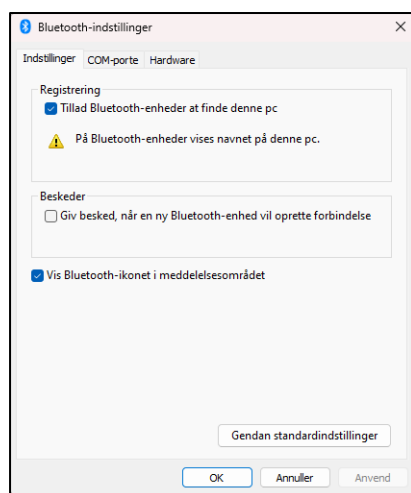 Bluetooth-indstillinger
Indstillinger COM-porte Hardware
Registrering
Tillad Bluetooth-enheder at finde denne pc
På Bluetooth-enheder vises navnet på denne pc.
Beskeder
Giv besked, når en ny Bluetooth-enhed vil oprette forbindelse
Vis Bluetooth-ikonet i meddelelsesområdet
Gendan standardindstillinger
OK Annuller Anvend